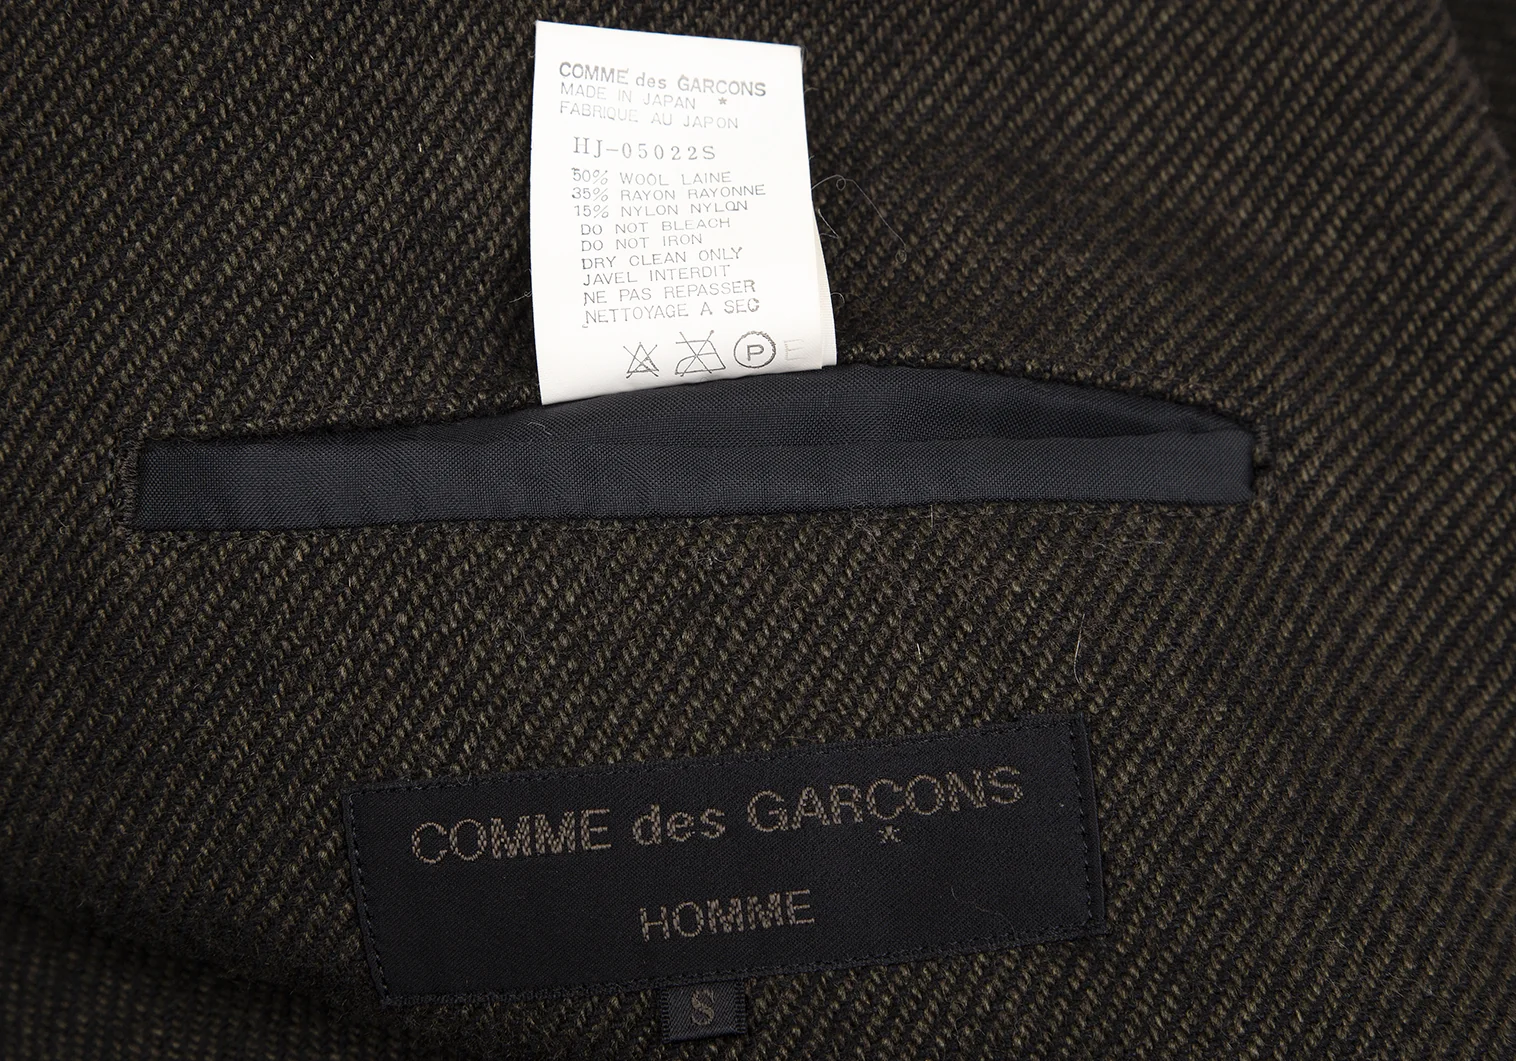 COMME des GARCONS
MADE IN JAPAN *
FABRIQUE AU JAPON
HJ-05022S
50% WOOL LAINE
35% RAYON RAYONNE
15% NYLON NYLON
DO NOT BLEACH
DO NOT IRON
DRY CLEAN ONLY
JAVEL INTERDIT
NE PAS REPASSER
NETTOYAGE A SEC
P E
COMME des GARÇONS
*
HOMME
S